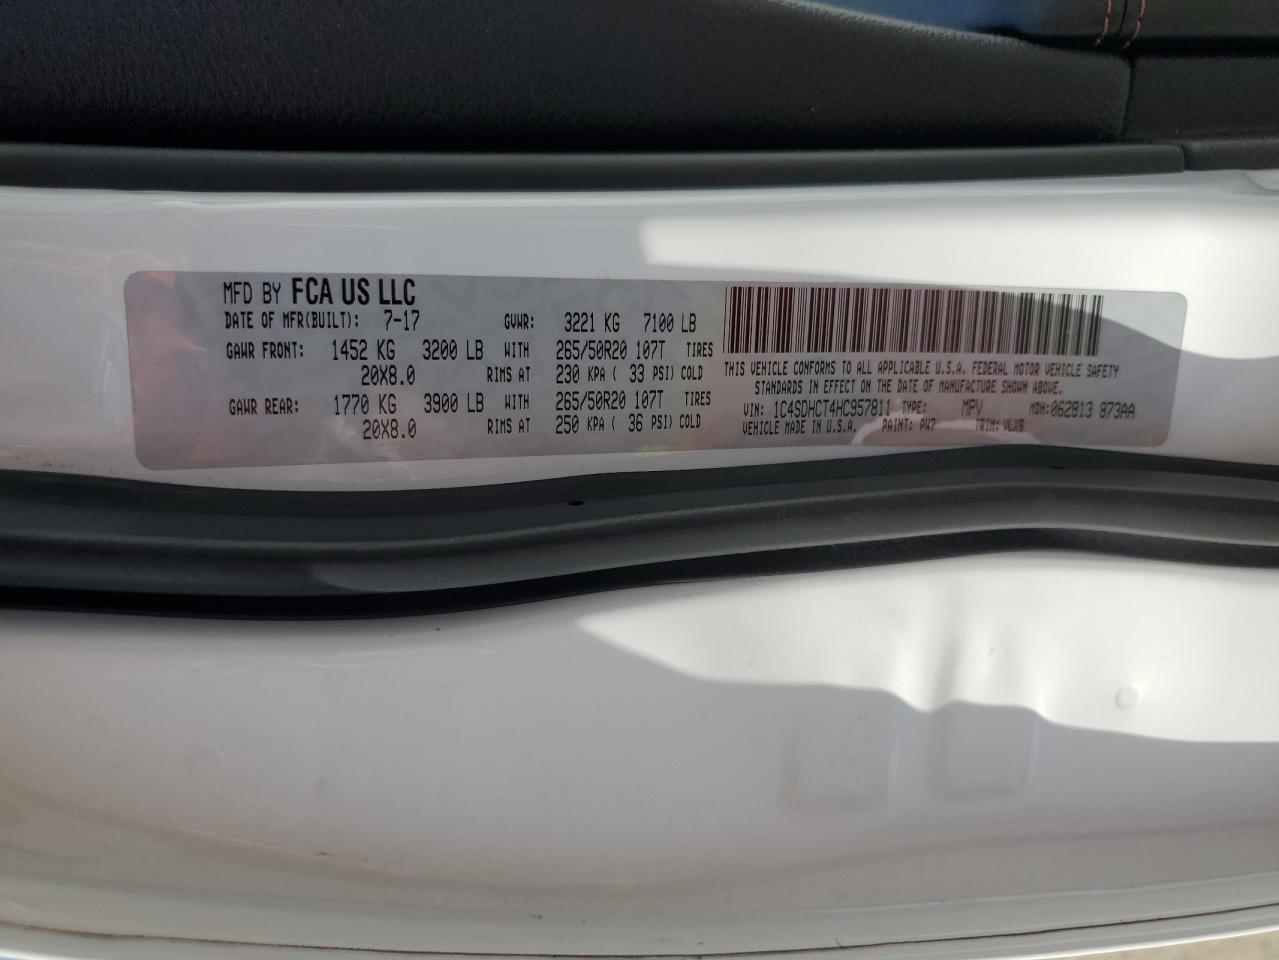 MFD BY FCA US LLC
DATE OF MFR(BUILT): 7-17 GVWR: 3221 KG 7100 LB
GAWR FRONT: 1452 KG 3200 LB WITH 265/50R20 107T TIRES
20X8.0 RIMS AT 230 KPA ( 33 PSI) COLD
GAWR REAR: 1770 KG 3900 LB WITH 265/50R20 107T TIRES
20X8.0 RIMS AT 250 KPA ( 36 PSI) COLD
THIS VEHICLE CONFORMS TO ALL APPLICABLE U.S.A. FEDERAL MOTOR VEHICLE SAFETY
STANDARDS IN EFFECT ON THE DATE OF MANUFACTURE SHOWN ABOVE.
VIN: 1C4SDHCT4HC957811 TYPE: MPV MDH:062813 873AA
VEHICLE MADE IN U.S.A. PAINT: PW7 TRIM: